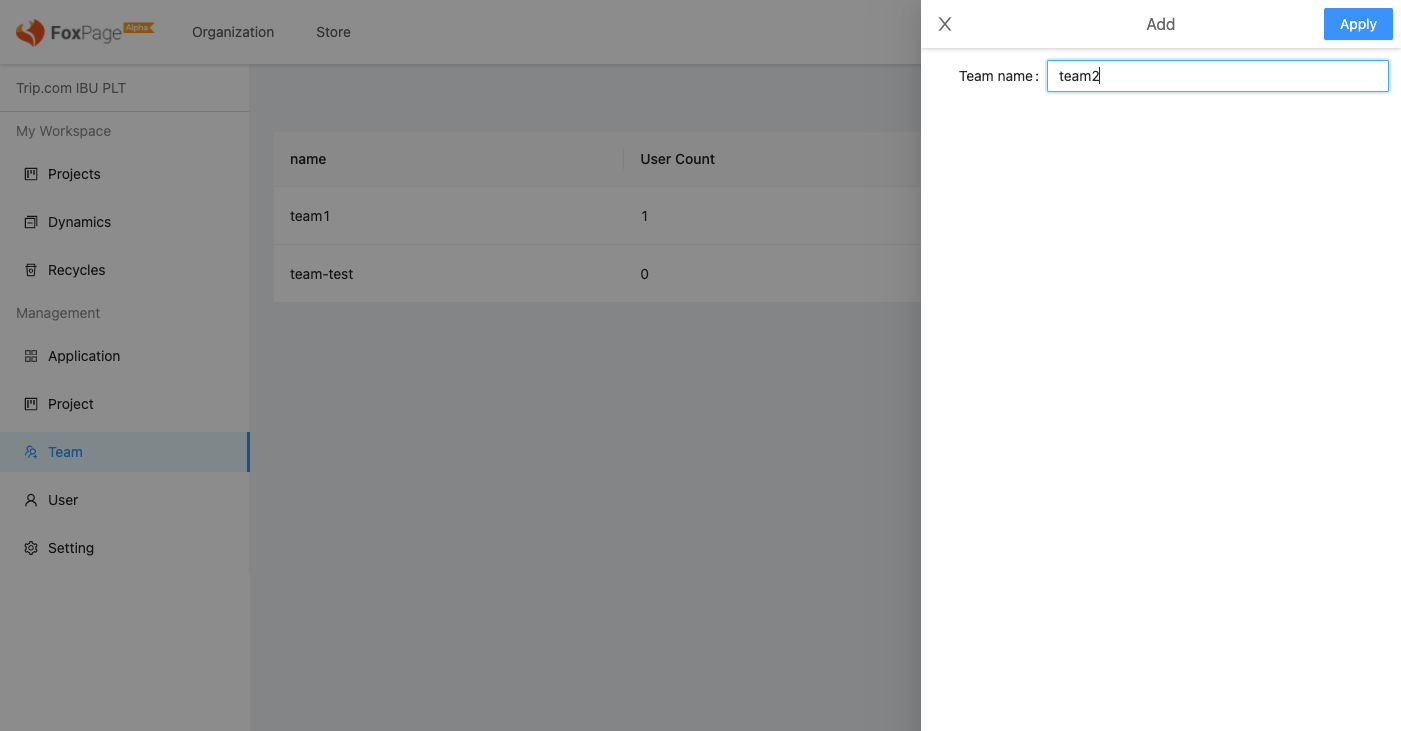 FoxPage Alpha Organization Store
Add
Apply
Team name : team2
Trip.com IBU PLT
My Workspace
Projects
Dynamics
Recycles
Management
Application
Project
Team
User
Setting
name User Count
team1 1
team-test 0